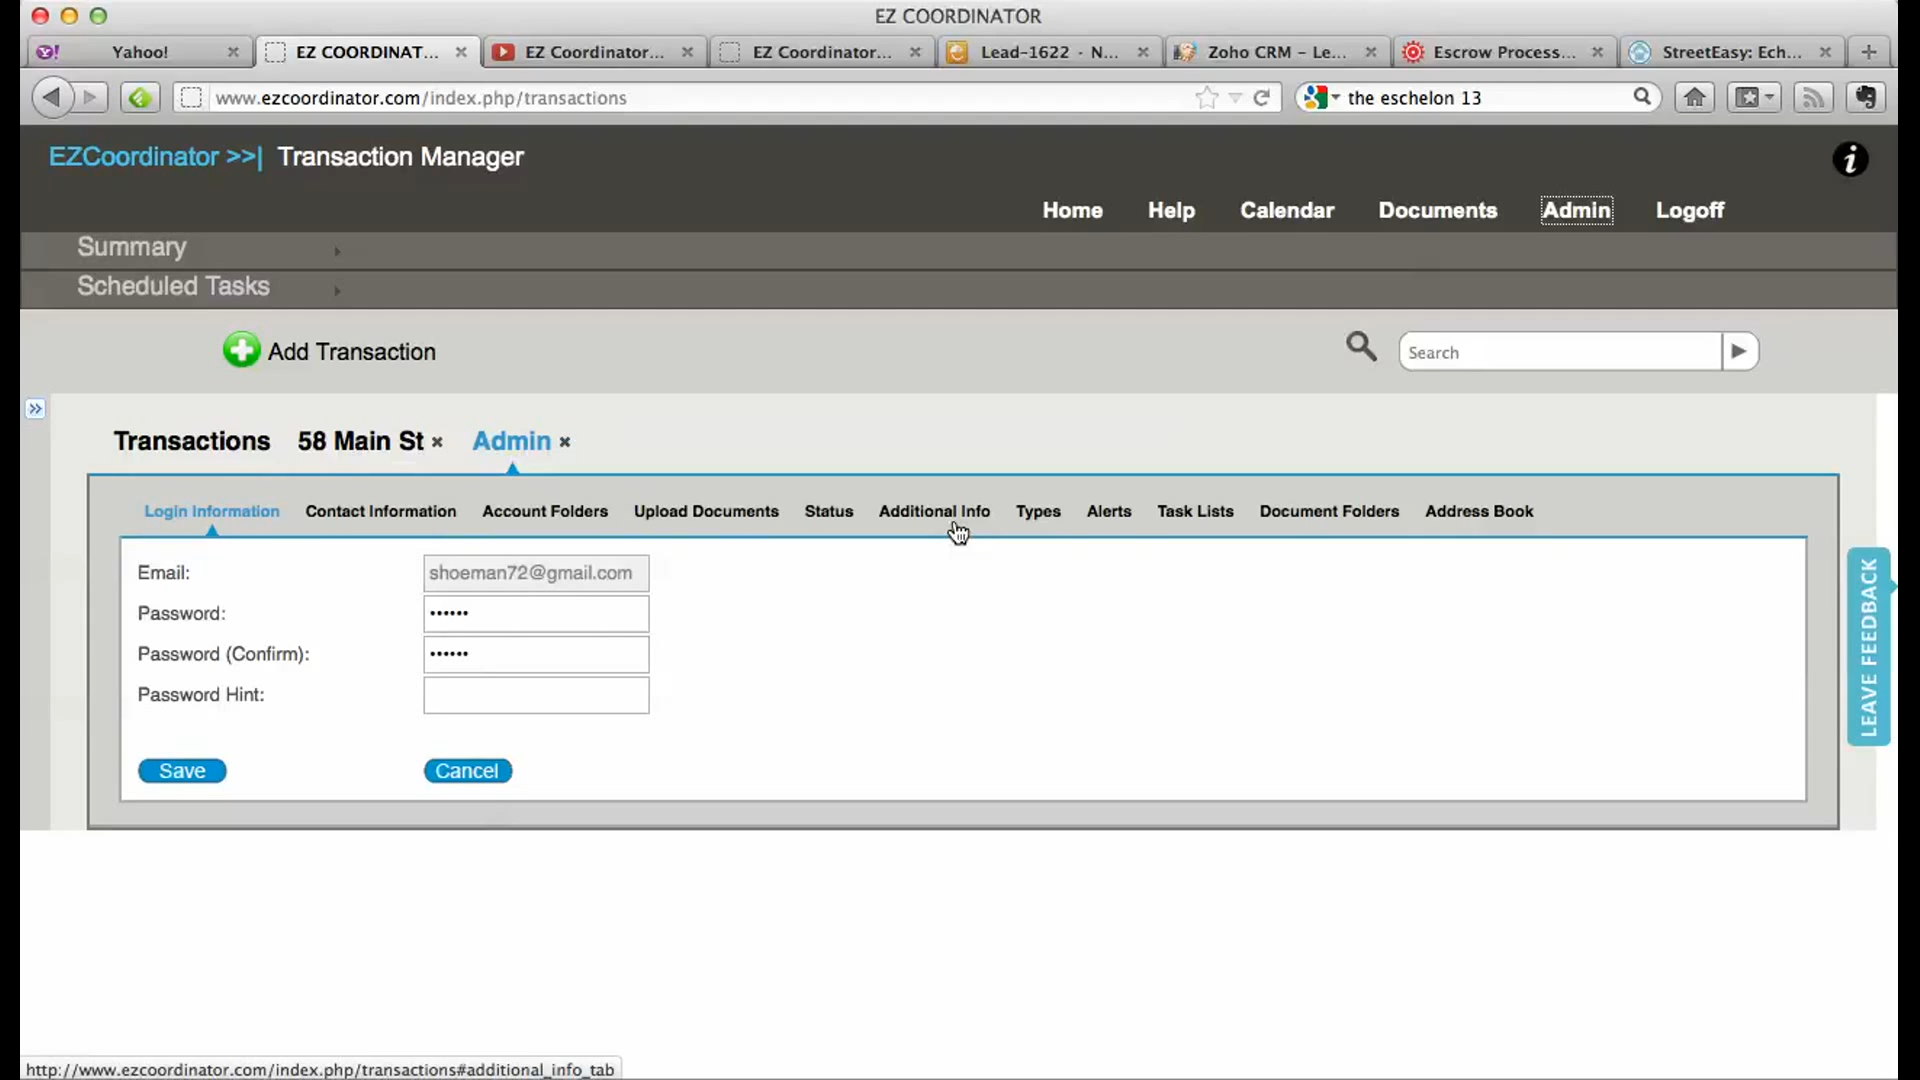 EZ COORDINATOR
Yahoo!
EZ COORDINAT...
EZ Coordinator...
EZ Coordinator...
Lead-1622 - N...
Zoho CRM - Le...
Escrow Process...
StreetEasy: Ech...
www.ezcoordinator.com/index.php/transactions
the eschelon 13
EZCoordinator >>| Transaction Manager
Home Help Calendar Documents Admin Logoff
Summary
Scheduled Tasks
Add Transaction
Search
Transactions 58 Main St × Admin ×
Login Information Contact Information Account Folders Upload Documents Status Additional Info Types Alerts Task Lists Document Folders Address Book
Email: shoeman72@gmail.com
Password: ••••••
Password (Confirm): ••••••
Password Hint:
Save Cancel
LEAVE FEEDBACK
http://www.ezcoordinator.com/index.php/transactions#additional_info_tab